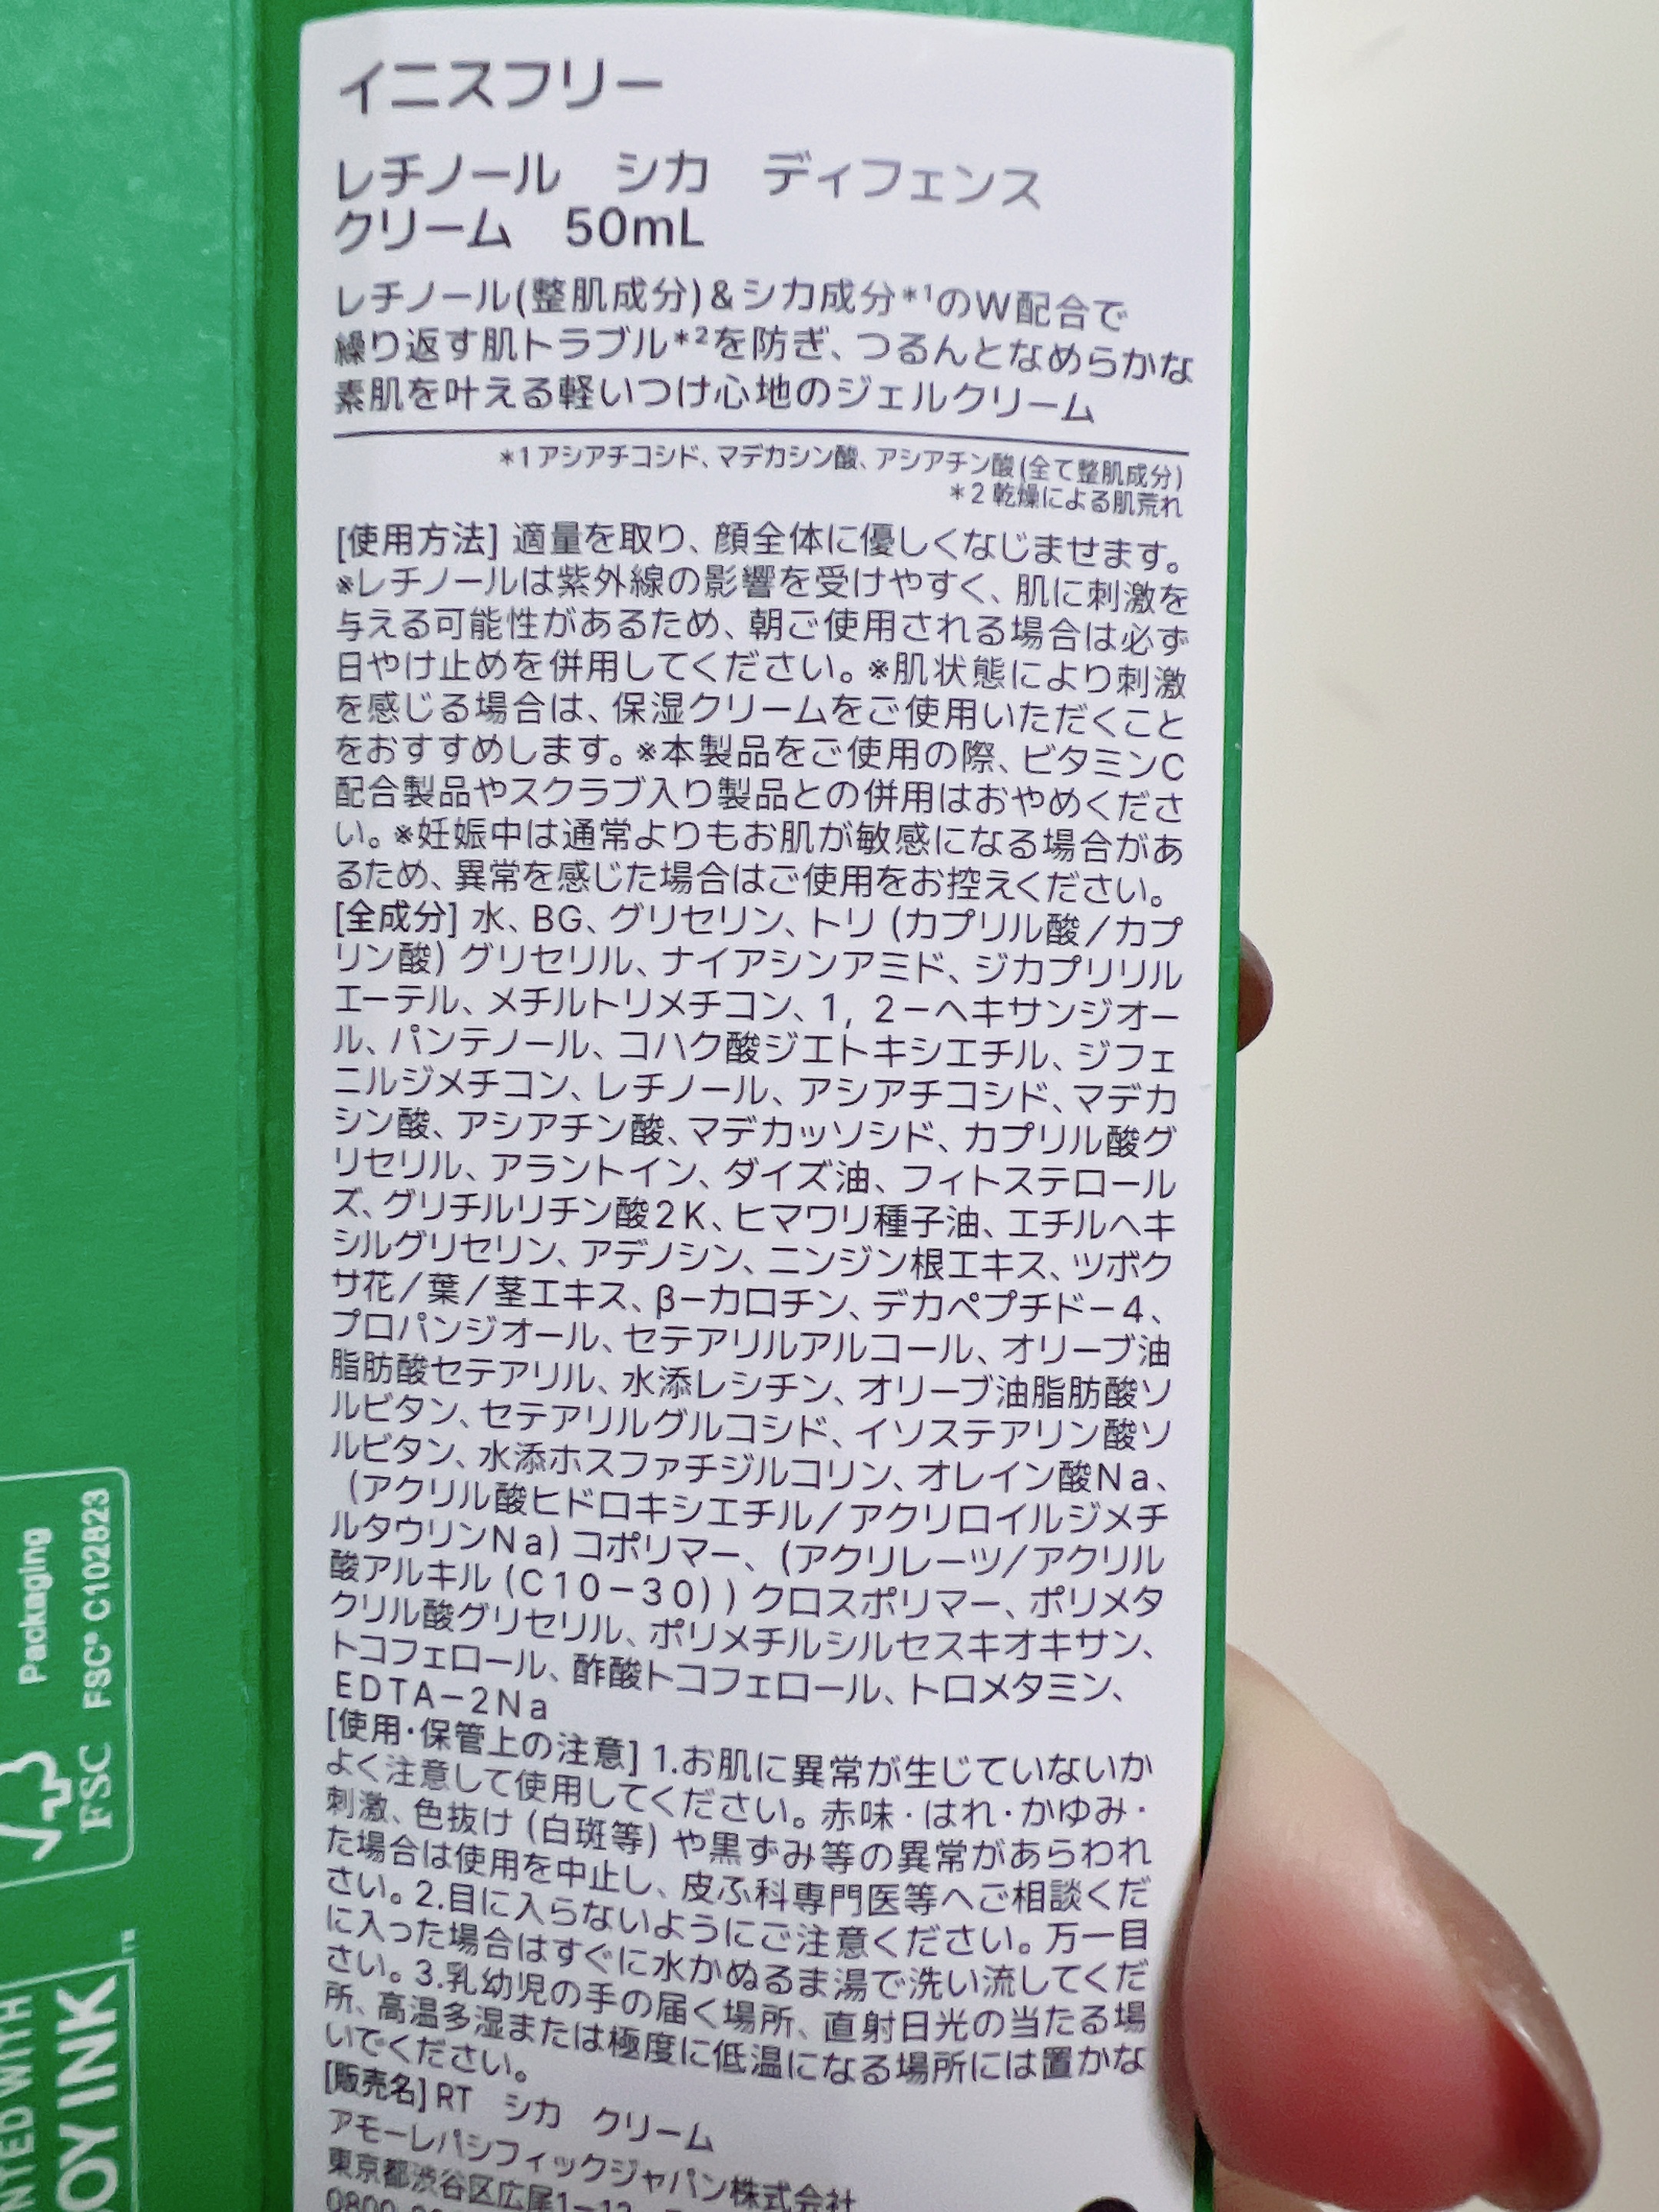 イニスフリー
レチノール　シカ　ディフェンス
クリーム　50mL
レチノール(整肌成分)&シカ成分*¹のW配合で
繰り返す肌トラブル*²を防ぎ、つるんとなめらかな
素肌を叶える軽いつけ心地のジェルクリーム
*1アシアチコシド、マデカシン酸、アシアチン酸(全て整肌成分)
*2 乾燥による肌荒れ
[使用方法] 適量を取り、顔全体に優しくなじませます。
※レチノールは紫外線の影響を受けやすく、肌に刺激を
与える可能性があるため、朝ご使用される場合は必ず
日やけ止めを併用してください。※肌状態により刺激
を感じる場合は、保湿クリームをご使用いただくこと
をおすすめします。※本製品をご使用の際、ビタミンC
配合製品やスクラブ入り製品との併用はおやめくださ
い。※妊娠中は通常よりもお肌が敏感になる場合があ
るため、異常を感じた場合はご使用をお控えください。
[全成分] 水、BG、グリセリン、トリ (カプリル酸/カプ
リン酸) グリセリル、ナイアシンアミド、ジカプリリル
エーテル、メチルトリメチコン、1, 2-ヘキサンジオー
ル、パンテノール、コハク酸ジエトキシエチル、ジフェ
ニルジメチコン、レチノール、アシアチコシド、マデカ
シン酸、アシアチン酸、マデカッソシド、カプリル酸グ
リセリル、アラントイン、ダイズ油、フィトステロール
ズ、グリチルリチン酸2K、ヒマワリ種子油、エチルヘキ
シルグリセリン、アデノシン、ニンジン根エキス、ツボク
サ花/葉/茎エキス、β-カロチン、デカペプチド-4、
プロパンジオール、セテアリルアルコール、オリーブ油
脂肪酸セテアリル、水添レシチン、オリーブ油脂肪酸ソ
ルビタン、セテアリルグルコシド、イソステアリン酸ソ
ルビタン、水添ホスファチジルコリン、オレイン酸Na、
(アクリル酸ヒドロキシエチル/アクリロイルジメチ
ルタウリンNa) コポリマー、(アクリレーツ/アクリル
酸アルキル (C10-30)) クロスポリマー、ポリメタ
クリル酸グリセリル、ポリメチルシルセスキオキサン、
トコフェロール、酢酸トコフェロール、トロメタミン、
EDTA-2Na
[使用・保管上の注意] 1.お肌に異常が生じていないか
よく注意して使用してください。赤味・はれ・かゆみ・
刺激、色抜け (白斑等) や黒ずみ等の異常があらわれ
た場合は使用を中止し、皮ふ科専門医等へご相談くだ
さい。2.目に入らないようにご注意ください。万一目
に入った場合はすぐに水かぬるま湯で洗い流してくだ
さい。3.乳幼児の手の届く場所、直射日光の当たる場
所、高温多湿または極度に低温になる場所には置かな
いでください。
[販売名] RT　シカ　クリーム
アモーレパシフィックジャパン株式会社
東京都渋谷区広尾1-1
0800
Packaging
FSC® C102823
FSC
NTED WITH
OY INK™